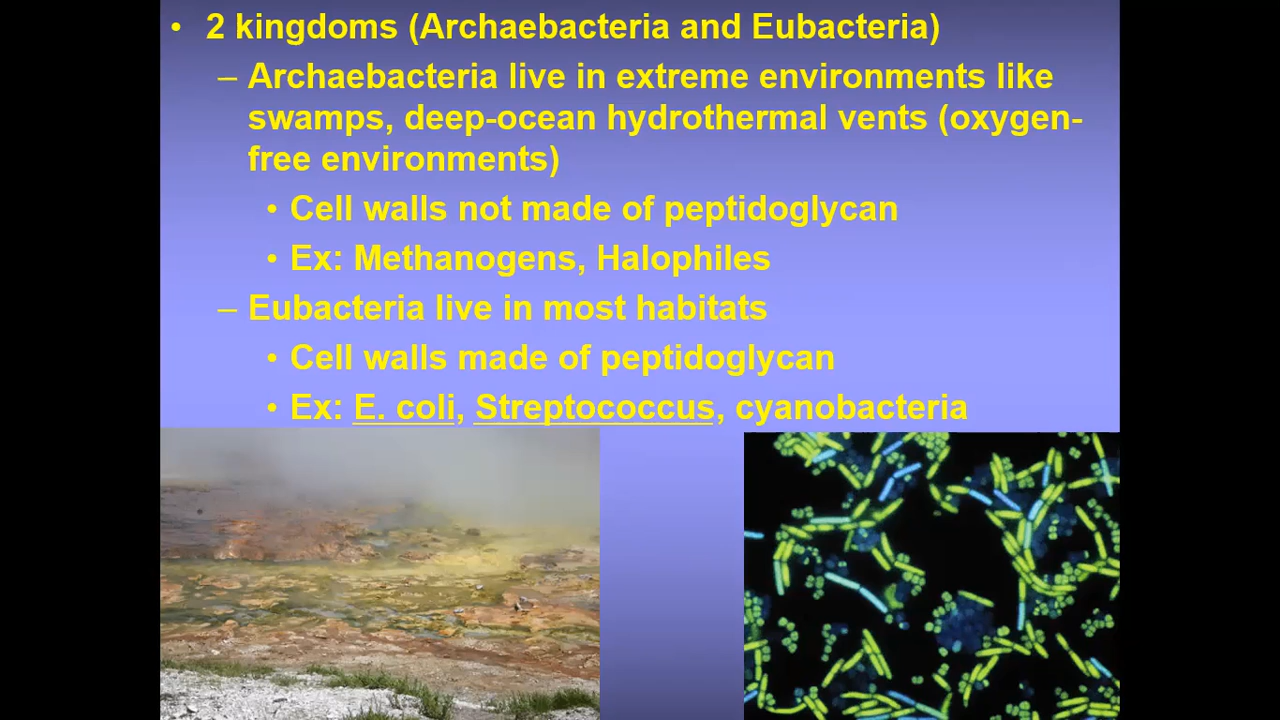 • 2 kingdoms (Archaebacteria and Eubacteria)
– Archaebacteria live in extreme environments like
swamps, deep-ocean hydrothermal vents (oxygen-
free environments)
• Cell walls not made of peptidoglycan
• Ex: Methanogens, Halophiles
– Eubacteria live in most habitats
• Cell walls made of peptidoglycan
• Ex: E. coli, Streptococcus, cyanobacteria